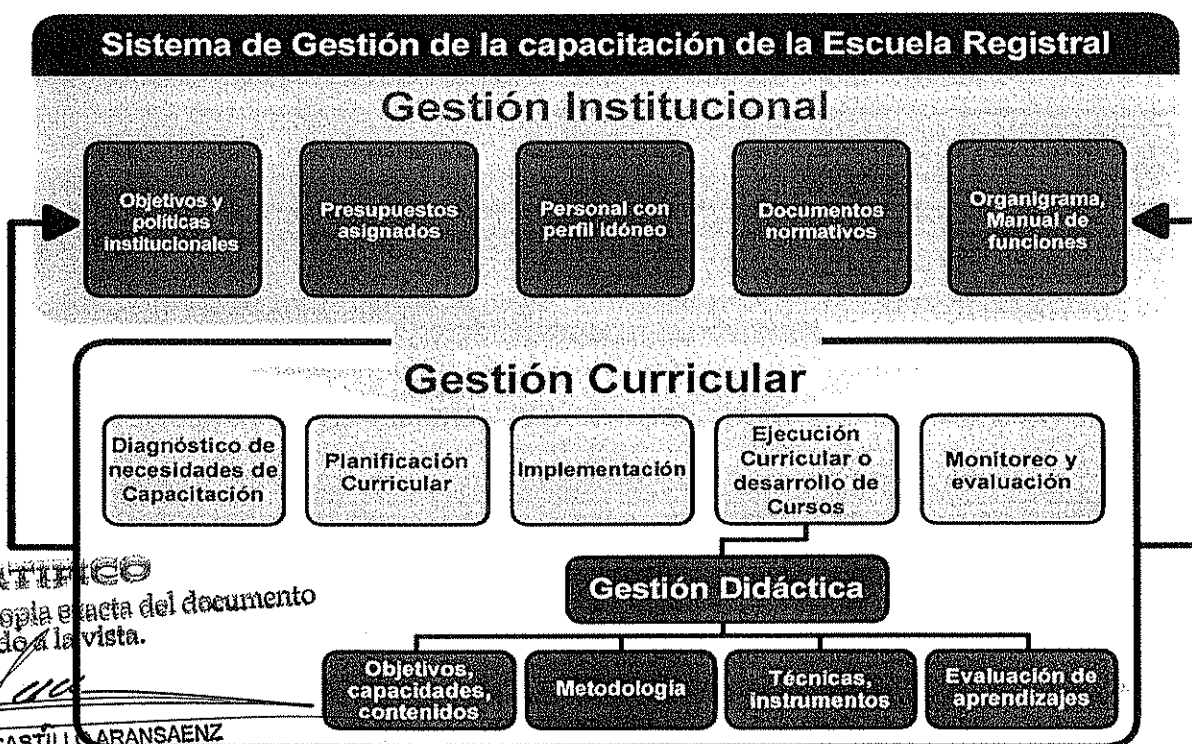 Sistema de Gestión de la capacitación de la Escuela Registral
Gestión Institucional
Objetivos y
políticas
institucionales
Presupuestos
asignados
Personal con
perfil idóneo
Documentos
normativos
Organigrama,
Manual de
funciones
Gestión Curricular
Diagnóstico de
necesidades de
Capacitación
Planificación
Curricular
Implementación
Ejecución
Curricular o
desarrollo de
Cursos
Monitoreo y
evaluación
Gestión Didáctica
Objetivos,
capacidades,
contenidos
Metodología
Técnicas,
instrumentos
Evaluación de
aprendizajes
opia exacta del documento
do a la vista.
ARANSAENZ